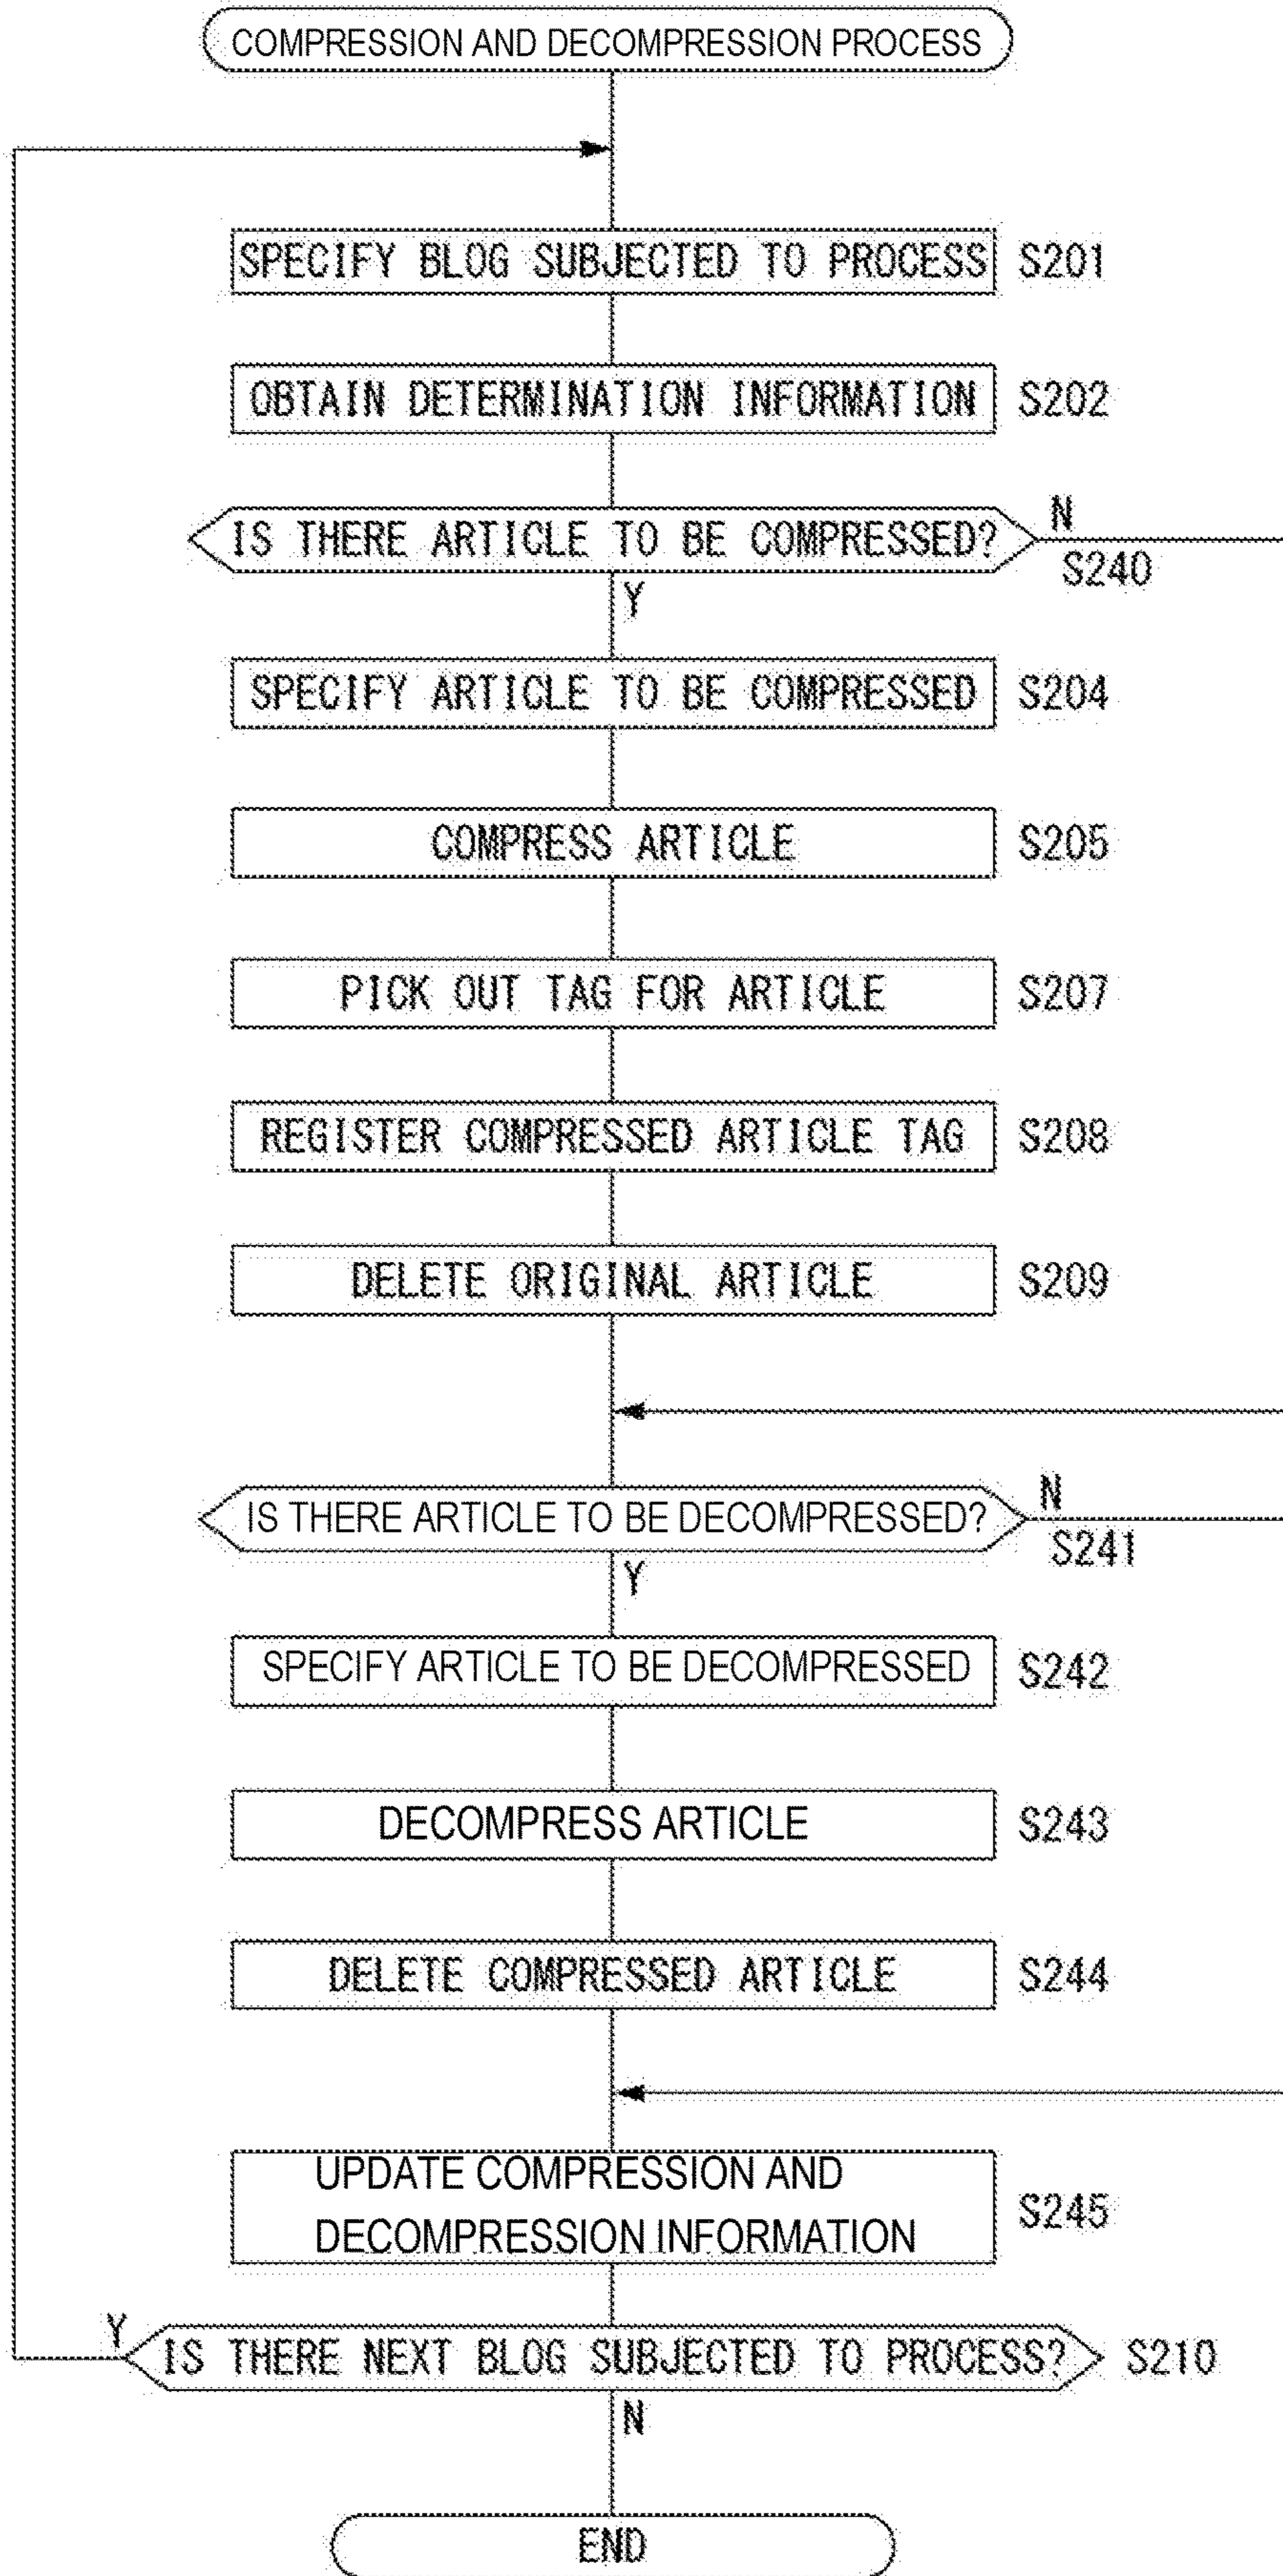 COMPRESSION AND DECOMPRESSION PROCESS
SPECIFY BLOG SUBJECTED TO PROCESS S201
OBTAIN DETERMINATION INFORMATION S202
IS THERE ARTICLE TO BE COMPRESSED? N
S240
Y
SPECIFY ARTICLE TO BE COMPRESSED S204
COMPRESS ARTICLE S205
PICK OUT TAG FOR ARTICLE S207
REGISTER COMPRESSED ARTICLE TAG S208
DELETE ORIGINAL ARTICLE S209
IS THERE ARTICLE TO BE DECOMPRESSED? N
S241
Y
SPECIFY ARTICLE TO BE DECOMPRESSED S242
DECOMPRESS ARTICLE S243
DELETE COMPRESSED ARTICLE S244
UPDATE COMPRESSION AND
DECOMPRESSION INFORMATION S245
Y
IS THERE NEXT BLOG SUBJECTED TO PROCESS? S210
N
END